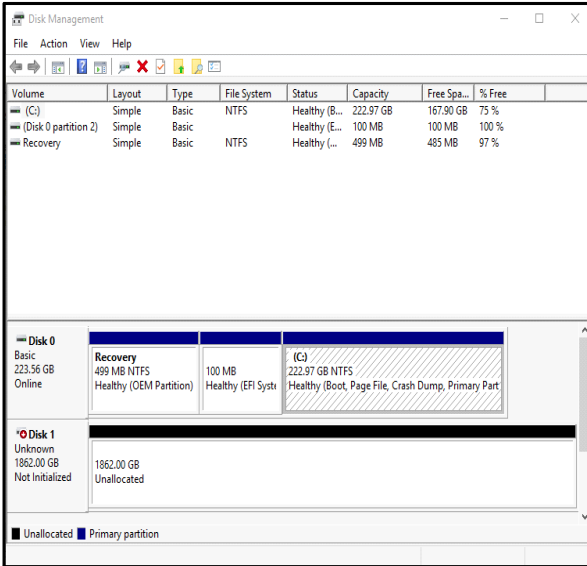 Disk Management
File Action View Help
Volume Layout Type File System Status Capacity Free Spa... % Free
(C:) Simple Basic NTFS Healthy (B... 222.97 GB 167.90 GB 75 %
(Disk 0 partition 2) Simple Basic Healthy (E... 100 MB 100 MB 100 %
Recovery Simple Basic NTFS Healthy (... 499 MB 485 MB 97 %
Disk 0
Basic
223.56 GB
Online
Recovery
499 MB NTFS
Healthy (OEM Partition)
100 MB
Healthy (EFI Syste
(C:)
222.97 GB NTFS
Healthy (Boot, Page File, Crash Dump, Primary Part
Disk 1
Unknown
1862.00 GB
Not Initialized
1862.00 GB
Unallocated
Unallocated Primary partition